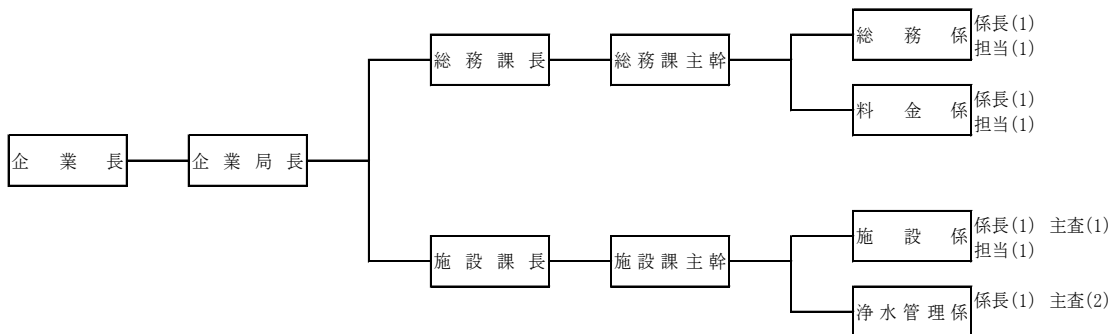 企業長
企業局長
総務課長
総務課主幹
総務係
係長(1)
担当(1)
料金係
係長(1)
担当(1)
施設課長
施設課主幹
施設係
係長(1) 主査(1)
担当(1)
浄水管理係
係長(1) 主査(2)